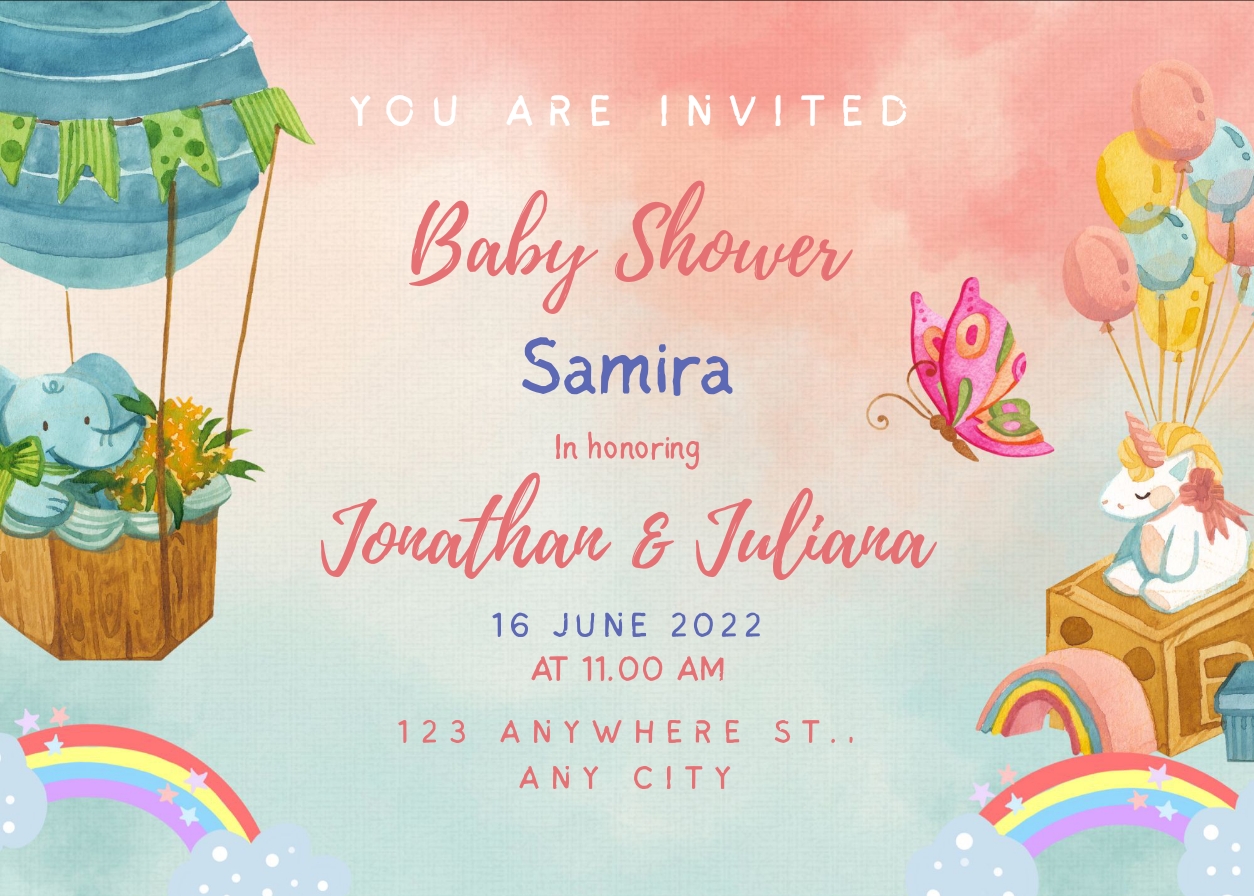 YOU ARE INVITED
Baby Shower
Samira
In honoring
Jonathan & Juliana
16 JUNE 2022
AT 11.00 AM
123 ANYWHERE ST..
ANY CITY